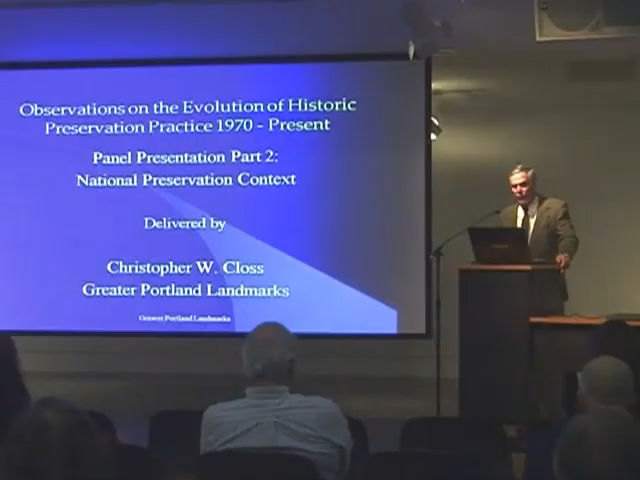 Observations on the Evolution of Historic
Preservation Practice 1970 - Present
Panel Presentation Part 2:
National Preservation Context
Delivered by
Christopher W. Closs
Greater Portland Landmarks
Greater Portland Landmarks